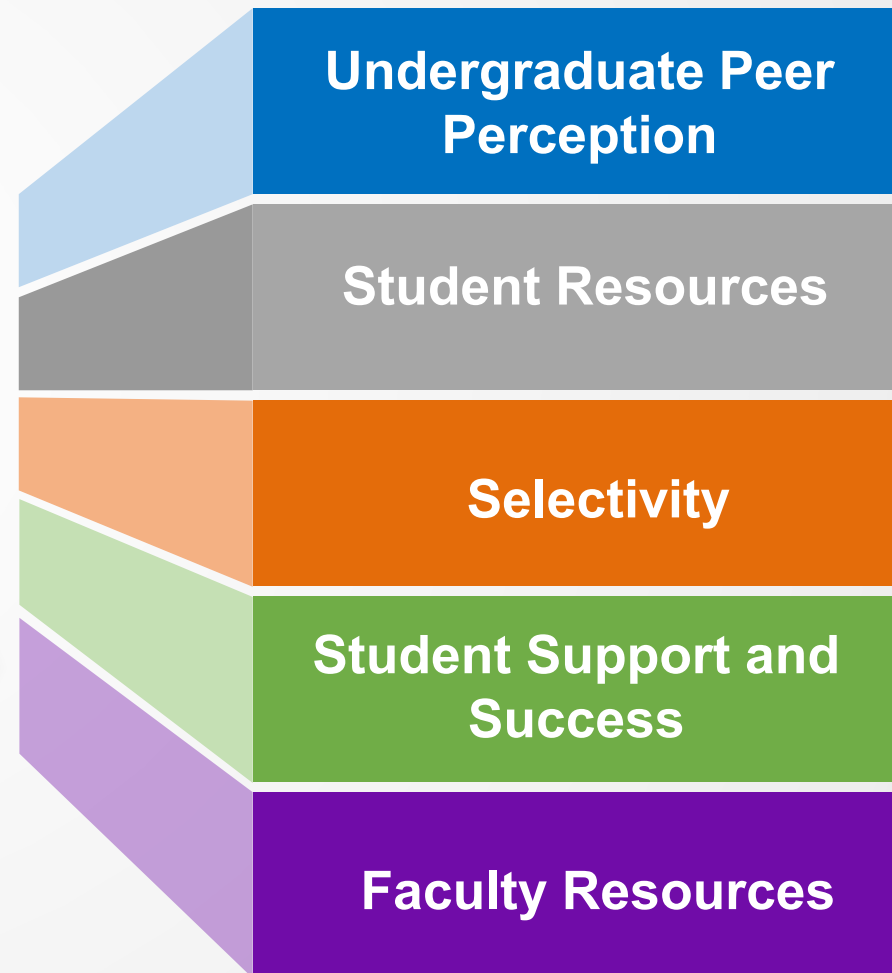 Undergraduate Peer
Perception
Student Resources
Selectivity
Student Support and
Success
Faculty Resources